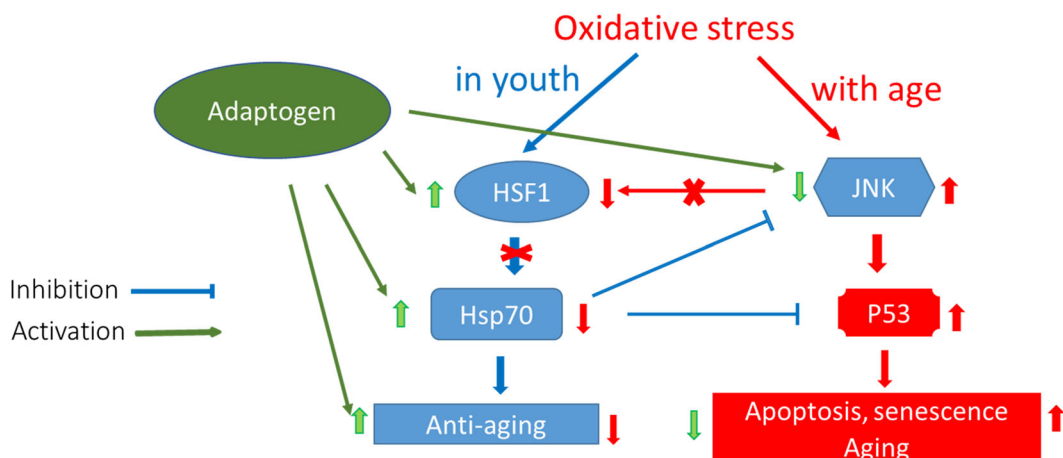 Oxidative stress
in youth
with age
Adaptogen
HSF1
JNK
Inhibition
Hsp70
P53
Activation
Anti-aging
Apoptosis, senescence
Aging